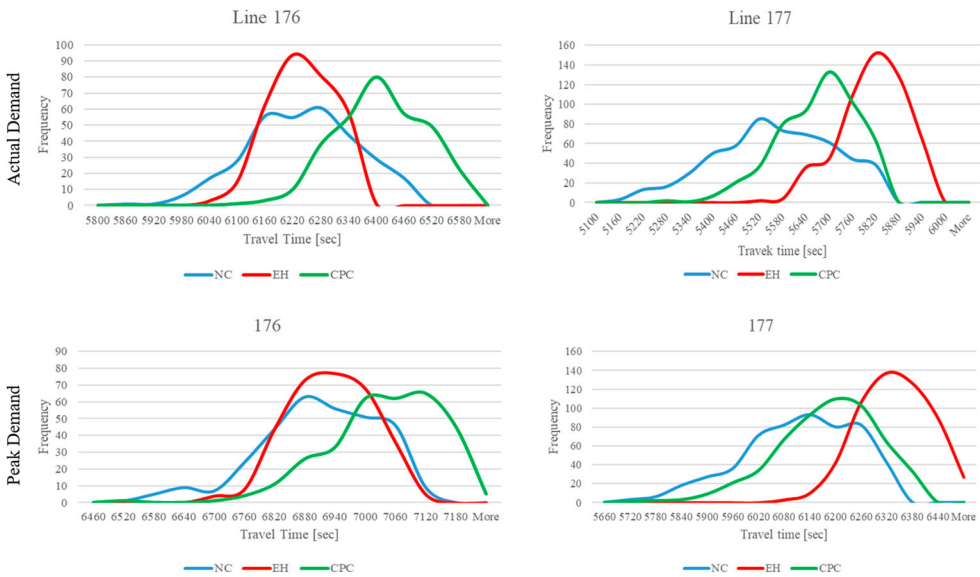 Line 176
Actual Demand
Frequency
100
90
80
70
60
50
40
30
20
10
0
5800 5860 5920 5980 6040 6100 6160 6220 6280 6340 6400 6460 6520 6580 More
Travel Time [sec]
NC EH CPC
Line 177
Frequency
160
140
120
100
80
60
40
20
0
5100 5160 5220 5280 5340 5400 5460 5520 5580 5640 5700 5760 5820 5880 5940 6000 More
Travek time [sec]
NC EH CPC
176
Peak Demand
Frequency
90
80
70
60
50
40
30
20
10
0
6460 6520 6580 6640 6700 6760 6820 6880 6940 7000 7060 7120 7180 More
Travel Time [sec]
NC EH CPC
177
Frequency
160
140
120
100
80
60
40
20
0
5660 5720 5780 5840 5900 5960 6020 6080 6140 6200 6260 6320 6380 6440 More
Travel time [sec]
NC EH CPC